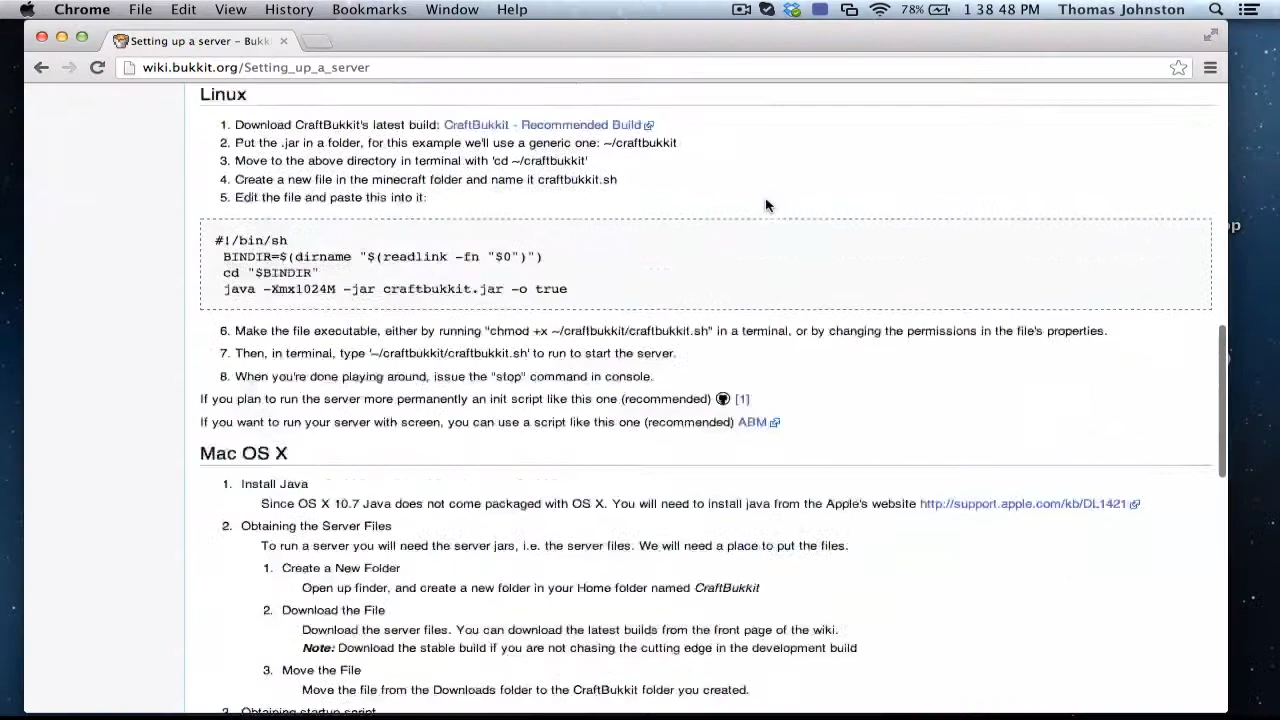 Chrome File Edit View History Bookmarks Window Help 78% 1 38 48 PM Thomas Johnston
Setting up a server – Bukk
wiki.bukkit.org/Setting_up_a_server
Linux
1. Download CraftBukkit's latest build: CraftBukkit - Recommended Build
2. Put the .jar in a folder, for this example we'll use a generic one: ~/craftbukkit
3. Move to the above directory in terminal with 'cd ~/craftbukkit'
4. Create a new file in the minecraft folder and name it craftbukkit.sh
5. Edit the file and paste this into it:
#!/bin/sh
BINDIR=$(dirname "$(readlink -fn "$0")")
cd "$BINDIR"
java -Xmx1024M -jar craftbukkit.jar -o true
6. Make the file executable, either by running "chmod +x ~/craftbukkit/craftbukkit.sh" in a terminal, or by changing the permissions in the file's properties.
7. Then, in terminal, type '~/craftbukkit/craftbukkit.sh' to run to start the server.
8. When you're done playing around, issue the "stop" command in console.
If you plan to run the server more permanently an init script like this one (recommended) [1]
If you want to run your server with screen, you can use a script like this one (recommended) ABM
Mac OS X
1. Install Java
Since OS X 10.7 Java does not come packaged with OS X. You will need to install java from the Apple's website http://support.apple.com/kb/DL1421
2. Obtaining the Server Files
To run a server you will need the server jars, i.e. the server files. We will need a place to put the files.
1. Create a New Folder
Open up finder, and create a new folder in your Home folder named CraftBukkit
2. Download the File
Download the server files. You can download the latest builds from the front page of the wiki.
Note: Download the stable build if you are not chasing the cutting edge in the development build
3. Move the File
Move the file from the Downloads folder to the CraftBukkit folder you created.
3. Obtaining startup script